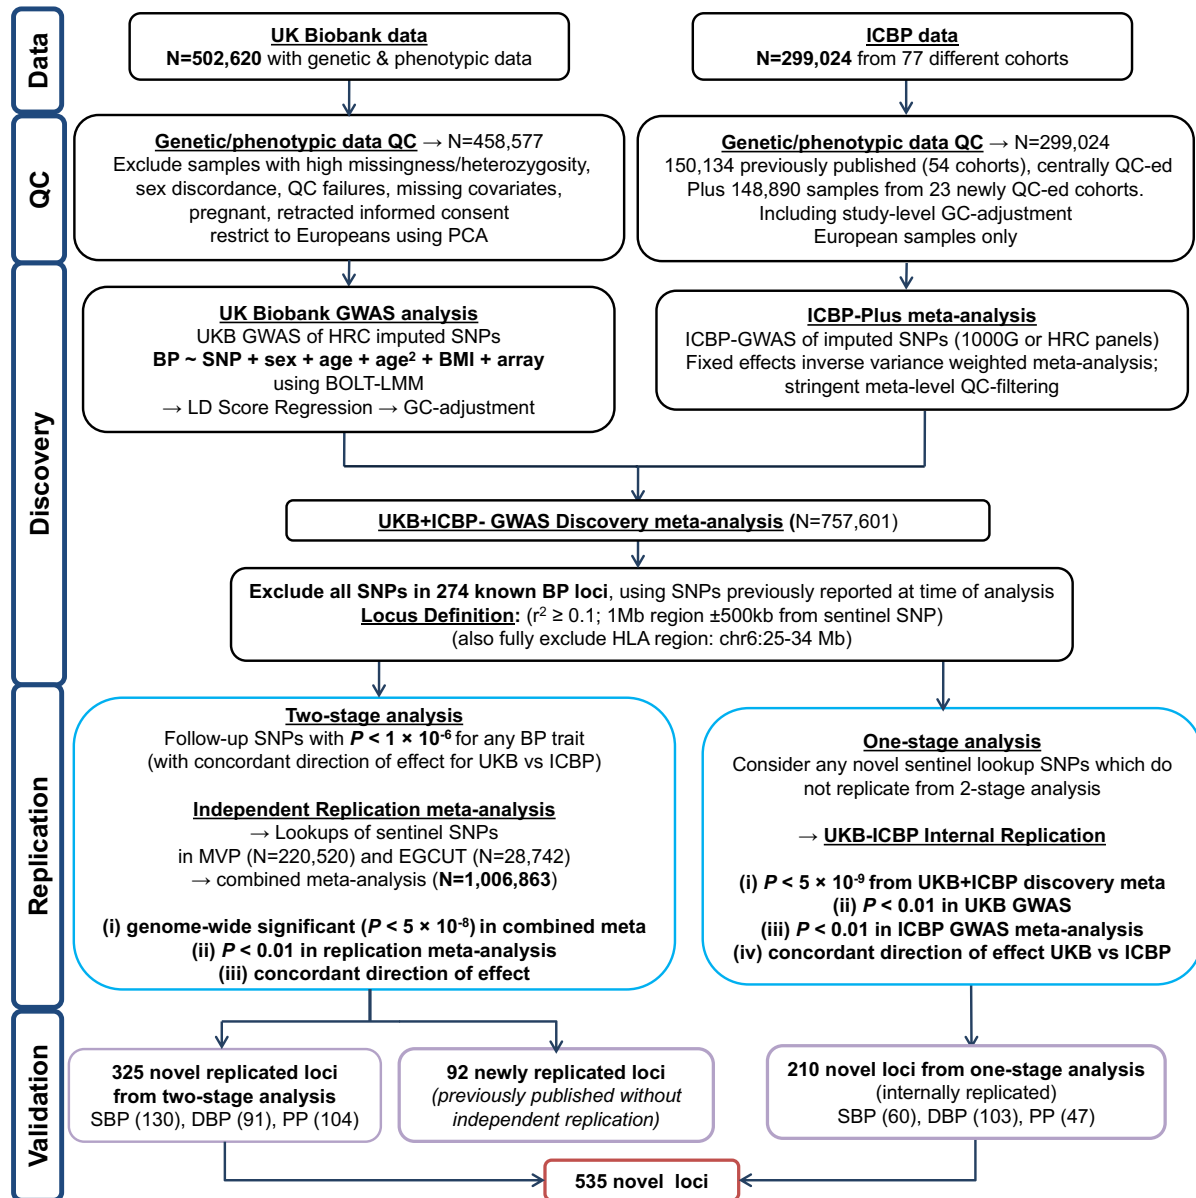 Data
UK Biobank data
N=502,620 with genetic & phenotypic data
ICBP data
N=299,024 from 77 different cohorts
QC
Genetic/phenotypic data QC → N=458,577
Exclude samples with high missingness/heterozygosity,
sex discordance, QC failures, missing covariates,
pregnant, retracted informed consent
restrict to Europeans using PCA
Genetic/phenotypic data QC → N=299,024
150,134 previously published (54 cohorts), centrally QC-ed
Plus 148,890 samples from 23 newly QC-ed cohorts.
Including study-level GC-adjustment
European samples only
Discovery
UK Biobank GWAS analysis
UKB GWAS of HRC imputed SNPs
BP ~ SNP + sex + age + age² + BMI + array
using BOLT-LMM
→ LD Score Regression → GC-adjustment
ICBP-Plus meta-analysis
ICBP-GWAS of imputed SNPs (1000G or HRC panels)
Fixed effects inverse variance weighted meta-analysis;
stringent meta-level QC-filtering
UKB+ICBP- GWAS Discovery meta-analysis (N=757,601)
Exclude all SNPs in 274 known BP loci, using SNPs previously reported at time of analysis
Locus Definition: (r² ≥ 0.1; 1Mb region ±500kb from sentinel SNP)
(also fully exclude HLA region: chr6:25-34 Mb)
Replication
Two-stage analysis
Follow-up SNPs with P < 1 × 10⁻⁶ for any BP trait
(with concordant direction of effect for UKB vs ICBP)
Independent Replication meta-analysis
→ Lookups of sentinel SNPs
in MVP (N=220,520) and EGCUT (N=28,742)
→ combined meta-analysis (N=1,006,863)
(i) genome-wide significant (P < 5 × 10⁻⁸) in combined meta
(ii) P < 0.01 in replication meta-analysis
(iii) concordant direction of effect
One-stage analysis
Consider any novel sentinel lookup SNPs which do
not replicate from 2-stage analysis
→ UKB-ICBP Internal Replication
(i) P < 5 × 10⁻⁹ from UKB+ICBP discovery meta
(ii) P < 0.01 in UKB GWAS
(iii) P < 0.01 in ICBP GWAS meta-analysis
(iv) concordant direction of effect UKB vs ICBP
Validation
325 novel replicated loci
from two-stage analysis
SBP (130), DBP (91), PP (104)
92 newly replicated loci
(previously published without
independent replication)
210 novel loci from one-stage analysis
(internally replicated)
SBP (60), DBP (103), PP (47)
535 novel loci